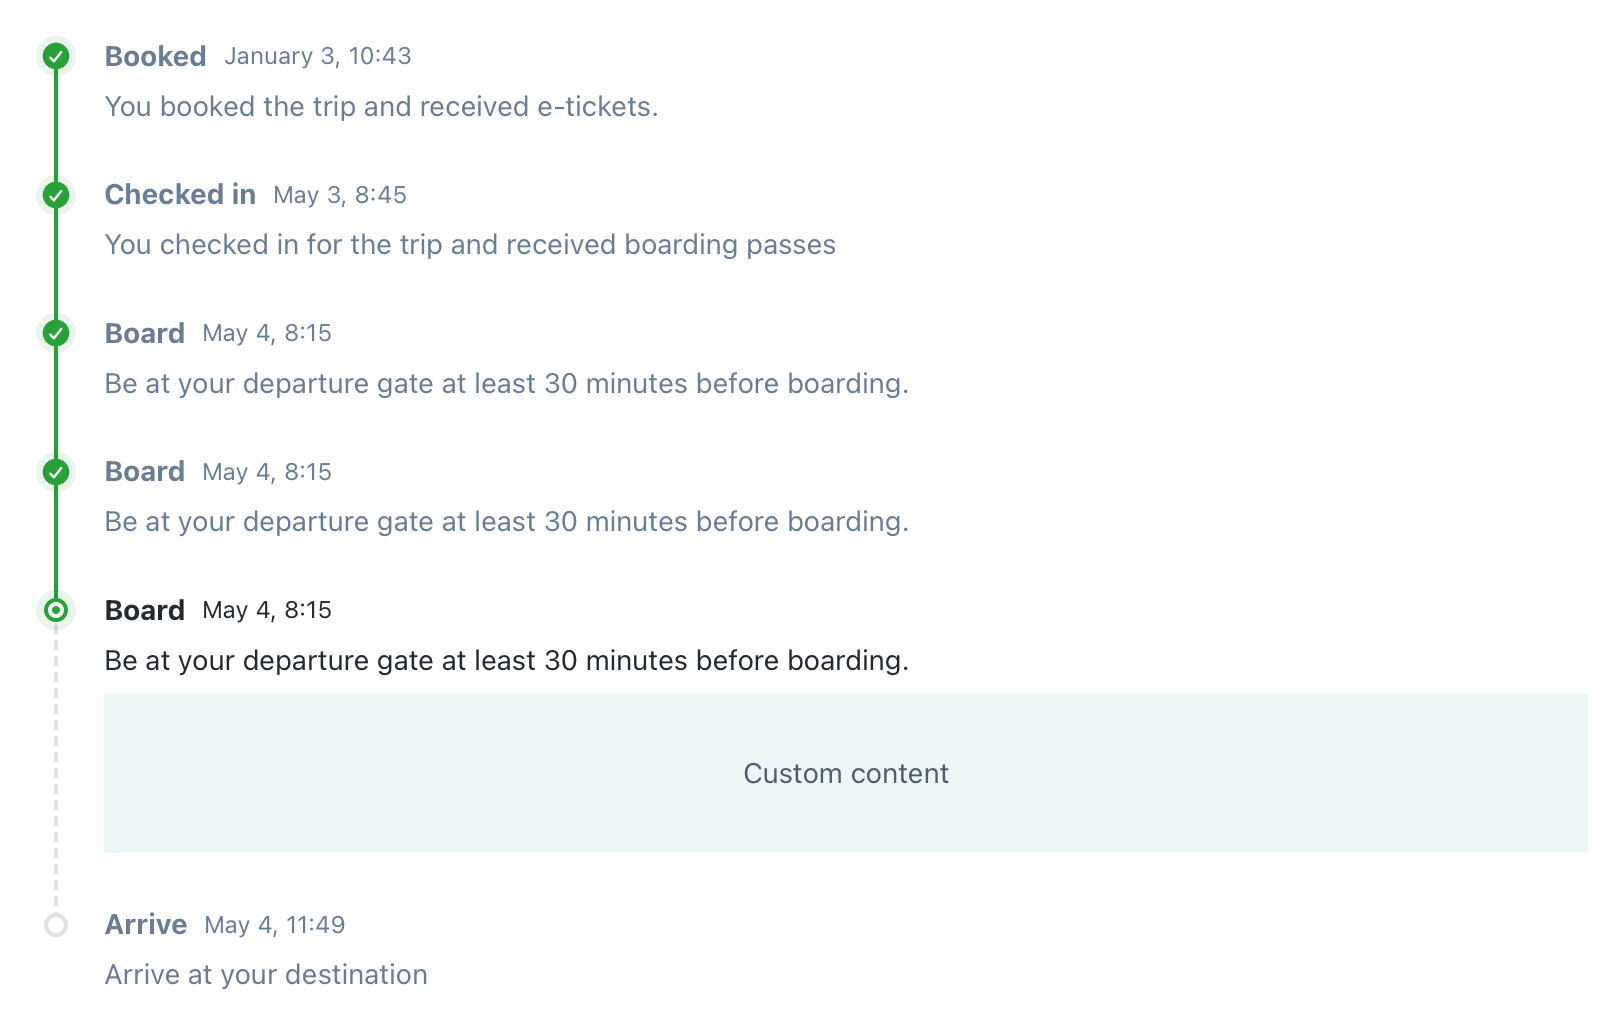 Booked January 3, 10:43
You booked the trip and received e-tickets.
Checked in May 3, 8:45
You checked in for the trip and received boarding passes
Board May 4, 8:15
Be at your departure gate at least 30 minutes before boarding.
Board May 4, 8:15
Be at your departure gate at least 30 minutes before boarding.
Board May 4, 8:15
Be at your departure gate at least 30 minutes before boarding.
Custom content
Arrive May 4, 11:49
Arrive at your destination